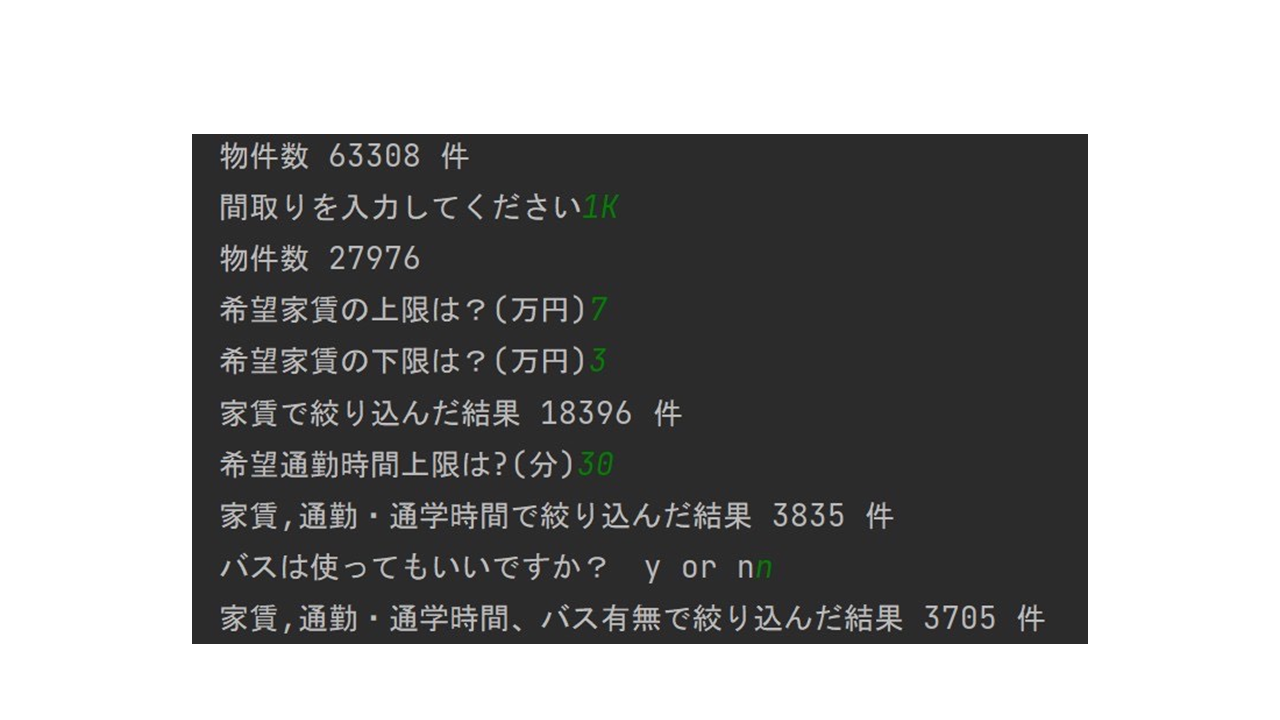 物件数 63308 件
間取りを入力してください1K
物件数 27976
希望家賃の上限は？(万円)7
希望家賃の下限は？(万円)3
家賃で絞り込んだ結果 18396 件
希望通勤時間上限は?(分)30
家賃,通勤・通学時間で絞り込んだ結果 3835 件
バスは使ってもいいですか？　y or nn
家賃,通勤・通学時間、バス有無で絞り込んだ結果 3705 件